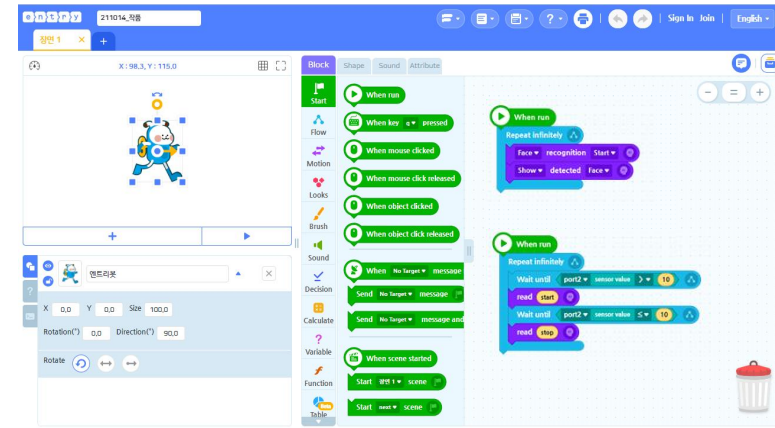 entry 211014_작품 Sign In Join English
장면 1 × +
X : 98.3, Y : 115.0
Block Shape Sound Attribute
Start
Flow
Motion
Looks
Brush
Sound
Decision
Calculate
Variable
Function
Table
Beta
When run
When key q pressed
When mouse clicked
When mouse click released
When object clicked
When object click released
When No Target message
Send No Target message
Send No Target message and
When scene started
Start 장면 1 scene
Start next scene
When run
Repeat infinitely
Face recognition Start
Show detected Face
When run
Repeat infinitely
Wait until port2 sensor value > 10
read start
Wait until port2 sensor value ≤ 10
read stop
엔트리봇
X 0.0 Y 0.0 Size 100.0
Rotation(°) 0.0 Direction(°) 90.0
Rotate